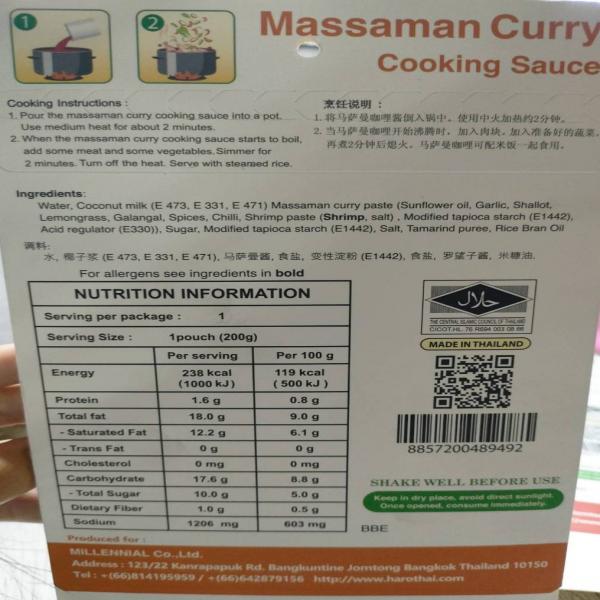 1
2
Massaman Curry
Cooking Sauce
Cooking Instructions :
1. Pour the massaman curry cooking sauce into a pot.
Use medium heat for about 2 minutes.
2. When the massaman curry cooking sauce starts to boil,
add some meat and some vegetables. Simmer for
2 minutes. Turn off the heat. Serve with steamed rice.
烹饪说明 :
1. 将马萨曼咖喱酱倒入锅中。使用中火加热约2分钟。
2. 当马萨曼咖喱开始沸腾时，加入肉块。加入准备好的蔬菜。
再煮2分钟后熄火。马萨曼咖喱可配米饭一起食用。
Ingredients:
Water, Coconut milk (E 473, E 331, E 471) Massaman curry paste (Sunflower oil, Garlic, Shallot,
Lemongrass, Galangal, Spices, Chilli, Shrimp paste (Shrimp, salt) , Modified tapioca starch (E1442),
Acid regulator (E330)), Sugar, Modified tapioca starch (E1442), Salt, Tamarind puree, Rice Bran Oil
调料:
水, 椰子浆 (E 473, E 331, E 471), 马萨曼酱, 食盐, 变性淀粉 (E1442), 食盐, 罗望子酱, 米糠油.
For allergens see ingredients in bold
NUTRITION INFORMATION
Serving per package : 1
Serving Size : 1pouch (200g)
Per serving Per 100 g
Energy 238 kcal 119 kcal
(1000 kJ ) ( 500 kJ )
Protein 1.6 g 0.8 g
Total fat 18.0 g 9.0 g
- Saturated Fat 12.2 g 6.1 g
- Trans Fat 0 g 0 g
Cholesterol 0 mg 0 mg
Carbohydrate 17.6 g 8.8 g
- Total Sugar 10.0 g 5.0 g
Dietary Fiber 1.0 g 0.5 g
Sodium 1206 mg 603 mg
حلال
THE CENTRAL ISLAMIC COUNCIL OF THAILAND
CICOT.HL. 76 R694 003 08 66
MADE IN THAILAND
8857200489492
SHAKE WELL BEFORE USE
Keep in dry place, avoid direct sunlight.
Once opened, consume immediately.
BBE
Produced for :
MILLENNIAL Co.,Ltd.
Address : 123/22 Kanrapapuk Rd. Bangkuntine Jomtong Bangkok Thailand 10150
Tel : +(66)814195959 / +(66)642879156 http://www.harothai.com